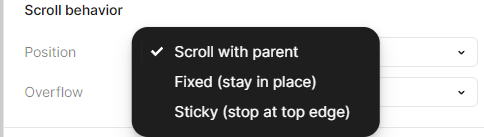 Scroll behavior
Position
Scroll with parent
Fixed (stay in place)
Overflow
Sticky (stop at top edge)